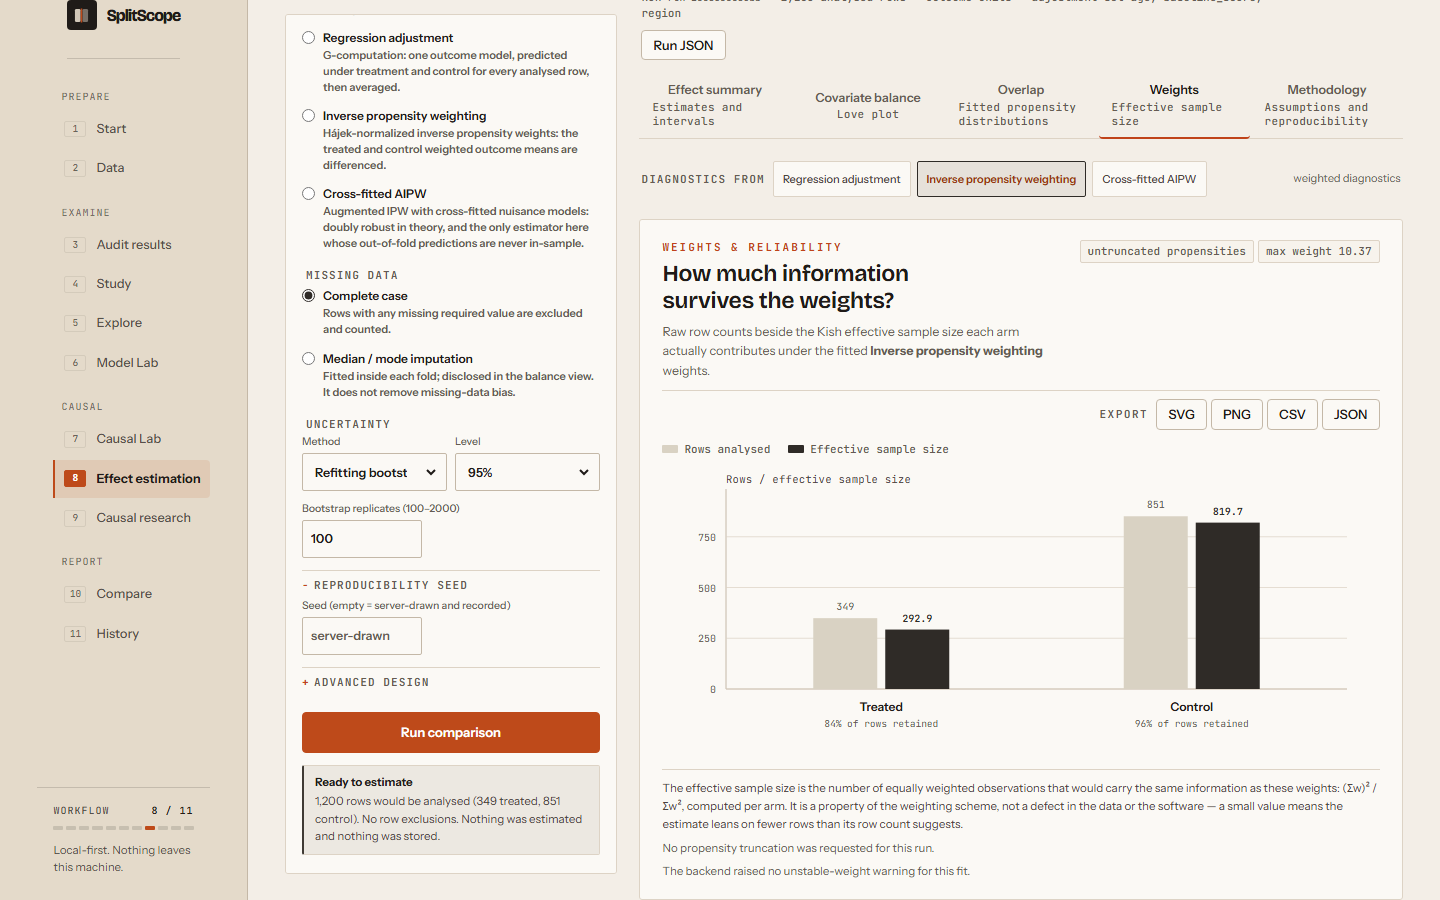 SplitScope
PREPARE
1 Start
2 Data
EXAMINE
3 Audit results
4 Study
5 Explore
6 Model Lab
CAUSAL
7 Causal Lab
8 Effect estimation
9 Causal research
REPORT
10 Compare
11 History
WORKFLOW 8 / 11
Local-first. Nothing leaves
this machine.
Regression adjustment
G-computation: one outcome model, predicted
under treatment and control for every analysed row,
then averaged.
Inverse propensity weighting
Hájek-normalized inverse propensity weights: the
treated and control weighted outcome means are
differenced.
Cross-fitted AIPW
Augmented IPW with cross-fitted nuisance models:
doubly robust in theory, and the only estimator here
whose out-of-fold predictions are never in-sample.
MISSING DATA
Complete case
Rows with any missing required value are excluded
and counted.
Median / mode imputation
Fitted inside each fold; disclosed in the balance view.
It does not remove missing-data bias.
UNCERTAINTY
Method Level
Refitting bootst 95%
Bootstrap replicates (100–2000)
100
- REPRODUCIBILITY SEED
Seed (empty = server-drawn and recorded)
server-drawn
+ ADVANCED DESIGN
Run comparison
Ready to estimate
1,200 rows would be analysed (349 treated, 851
control). No row exclusions. Nothing was estimated
and nothing was stored.
region
Run JSON
Effect summary
Estimates and
intervals
Covariate balance
Love plot
Overlap
Fitted propensity
distributions
Weights
Effective sample
size
Methodology
Assumptions and
reproducibility
DIAGNOSTICS FROM Regression adjustment Inverse propensity weighting Cross-fitted AIPW weighted diagnostics
WEIGHTS & RELIABILITY
untruncated propensities max weight 10.37
How much information
survives the weights?
Raw row counts beside the Kish effective sample size each arm
actually contributes under the fitted Inverse propensity weighting
weights.
EXPORT SVG PNG CSV JSON
Rows analysed Effective sample size
Rows / effective sample size
750
500
250
0
349
292.9
851
819.7
Treated
84% of rows retained
Control
96% of rows retained
The effective sample size is the number of equally weighted observations that would carry the same information as these weights: (Σw)² /
Σw², computed per arm. It is a property of the weighting scheme, not a defect in the data or the software — a small value means the
estimate leans on fewer rows than its row count suggests.
No propensity truncation was requested for this run.
The backend raised no unstable-weight warning for this fit.